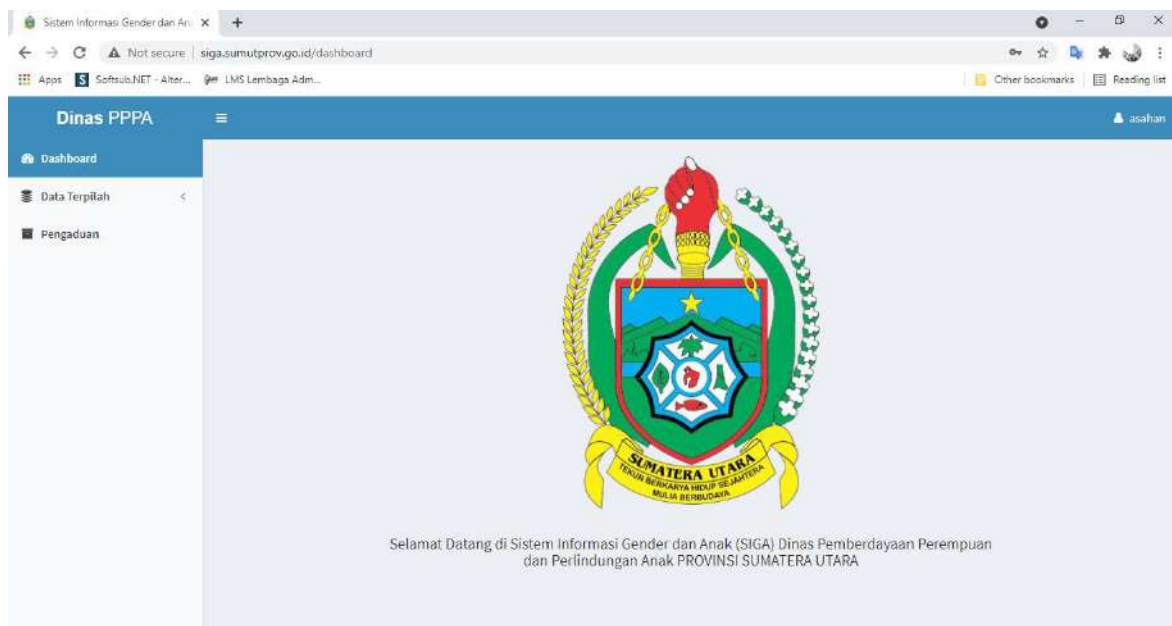 Sistem Informasi Gender dan An
Not secure | siga.sumutprov.go.id/dashboard
Apps
Softsub.NET - Alter...
LMS Lembaga Adm...
Other bookmarks
Reading list
Dinas PPPA
asahan
Dashboard
Data Terpilah
Pengaduan
SUMATERA UTARA
TEKUN BERKARYA HIDUP SEJAHTERA
MULIA BERBUDAYA
Selamat Datang di Sistem Informasi Gender dan Anak (SIGA) Dinas Pemberdayaan Perempuan
dan Perlindungan Anak PROVINSI SUMATERA UTARA